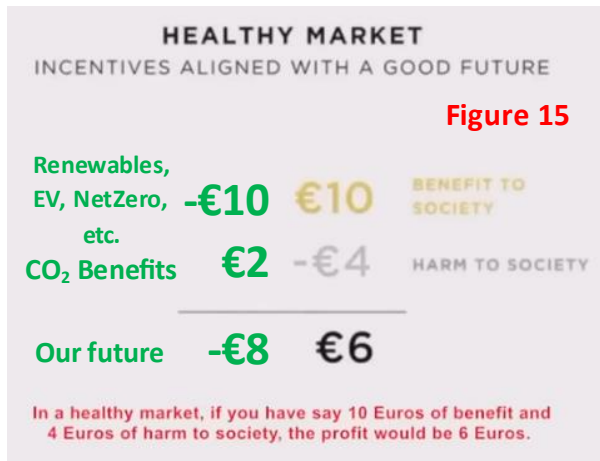 HEALTHY MARKET
INCENTIVES ALIGNED WITH A GOOD FUTURE
Figure 15
Renewables,
EV, NetZero, -€10 €10 BENEFIT TO
SOCIETY
etc.
CO₂ Benefits €2 -€4 HARM TO SOCIETY
Our future -€8 €6
In a healthy market, if you have say 10 Euros of benefit and
4 Euros of harm to society, the profit would be 6 Euros.